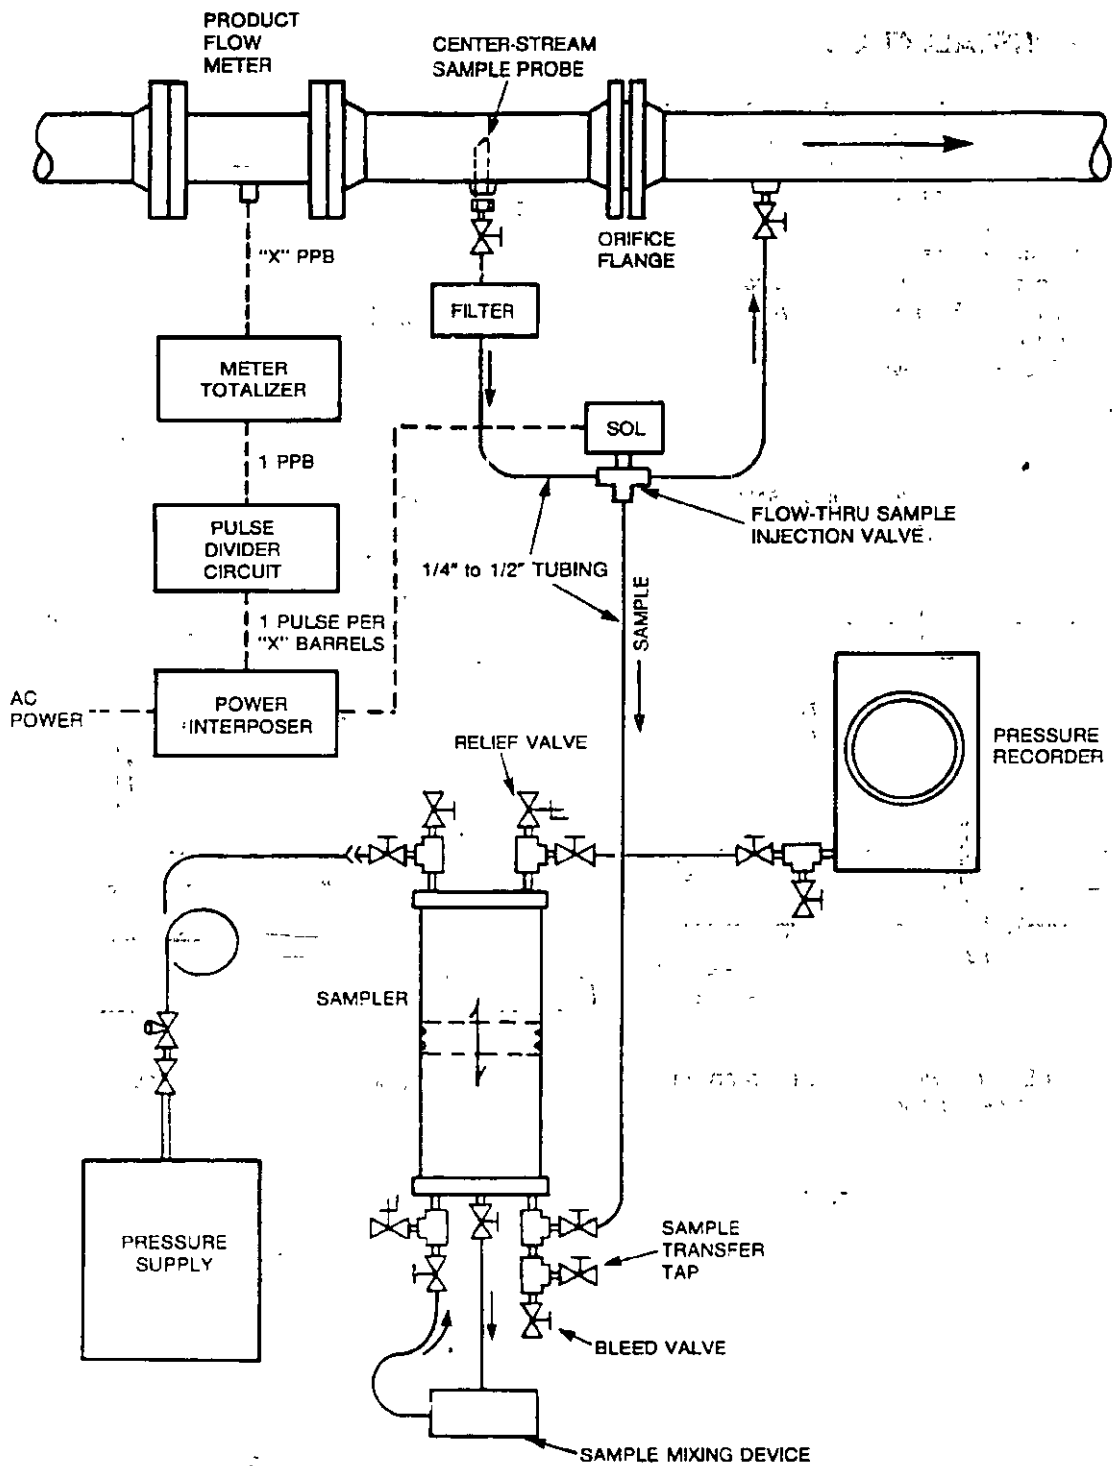 PRODUCT
FLOW
METER
CENTER-STREAM
SAMPLE PROBE
ORIFICE
FLANGE
"X" PPB
FILTER
METER
TOTALIZER
SOL
1 PPB
FLOW-THRU SAMPLE
INJECTION VALVE
PULSE
DIVIDER
CIRCUIT
1/4" to 1/2" TUBING
SAMPLE
1 PULSE PER
"X" BARRELS
AC
POWER
POWER
INTERPOSER
RELIEF VALVE
PRESSURE
RECORDER
SAMPLER
PRESSURE
SUPPLY
SAMPLE
TRANSFER
TAP
BLEED VALVE
SAMPLE MIXING DEVICE